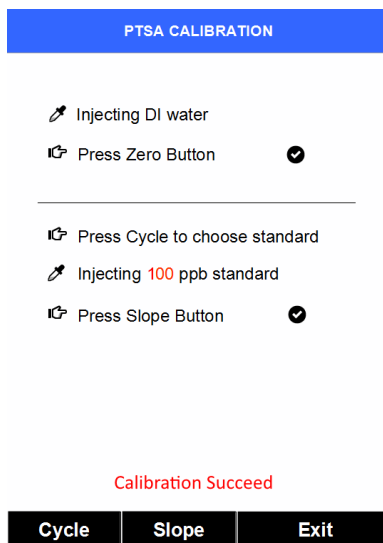 PTSA CALIBRATION
Injecting DI water
Press Zero Button
Press Cycle to choose standard
Injecting 100 ppb standard
Press Slope Button
Calibration Succeed
Cycle Slope Exit